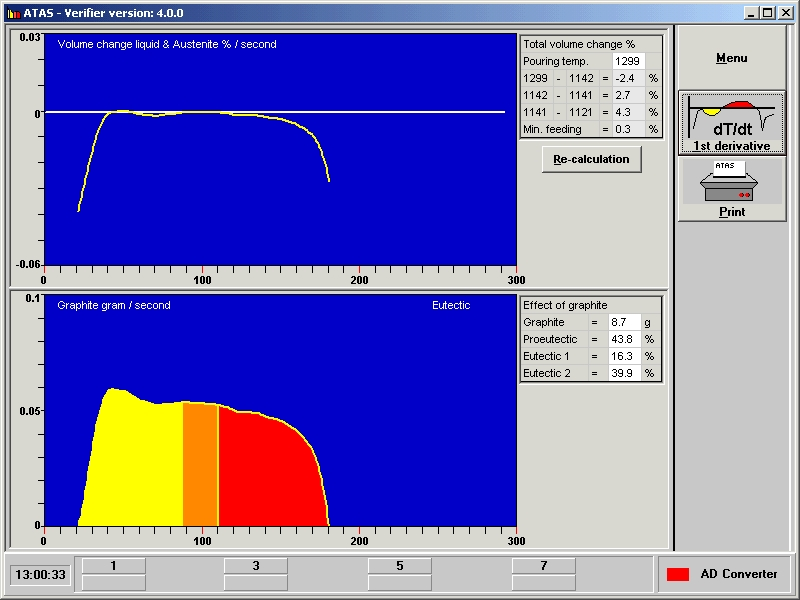 ATAS - Verifier version: 4.0.0
0.03
Volume change liquid & Austenite % / second
0
-0.06
0 100 200 300
Total volume change %
Pouring temp. 1299
1299 - 1142 = -2.4 %
1142 - 1141 = 2.7 %
1141 - 1121 = 4.3 %
Min. feeding = 0.3 %
Re-calculation
Menu
dT/dt
1st derivative
ATAS
Print
0.1
Graphite gram / second Eutectic
0.05
0
0 100 200 300
Effect of graphite
Graphite = 8.7 g
Proeutectic = 43.8 %
Eutectic 1 = 16.3 %
Eutectic 2 = 39.9 %
13:00:33 1 3 5 7 AD Converter